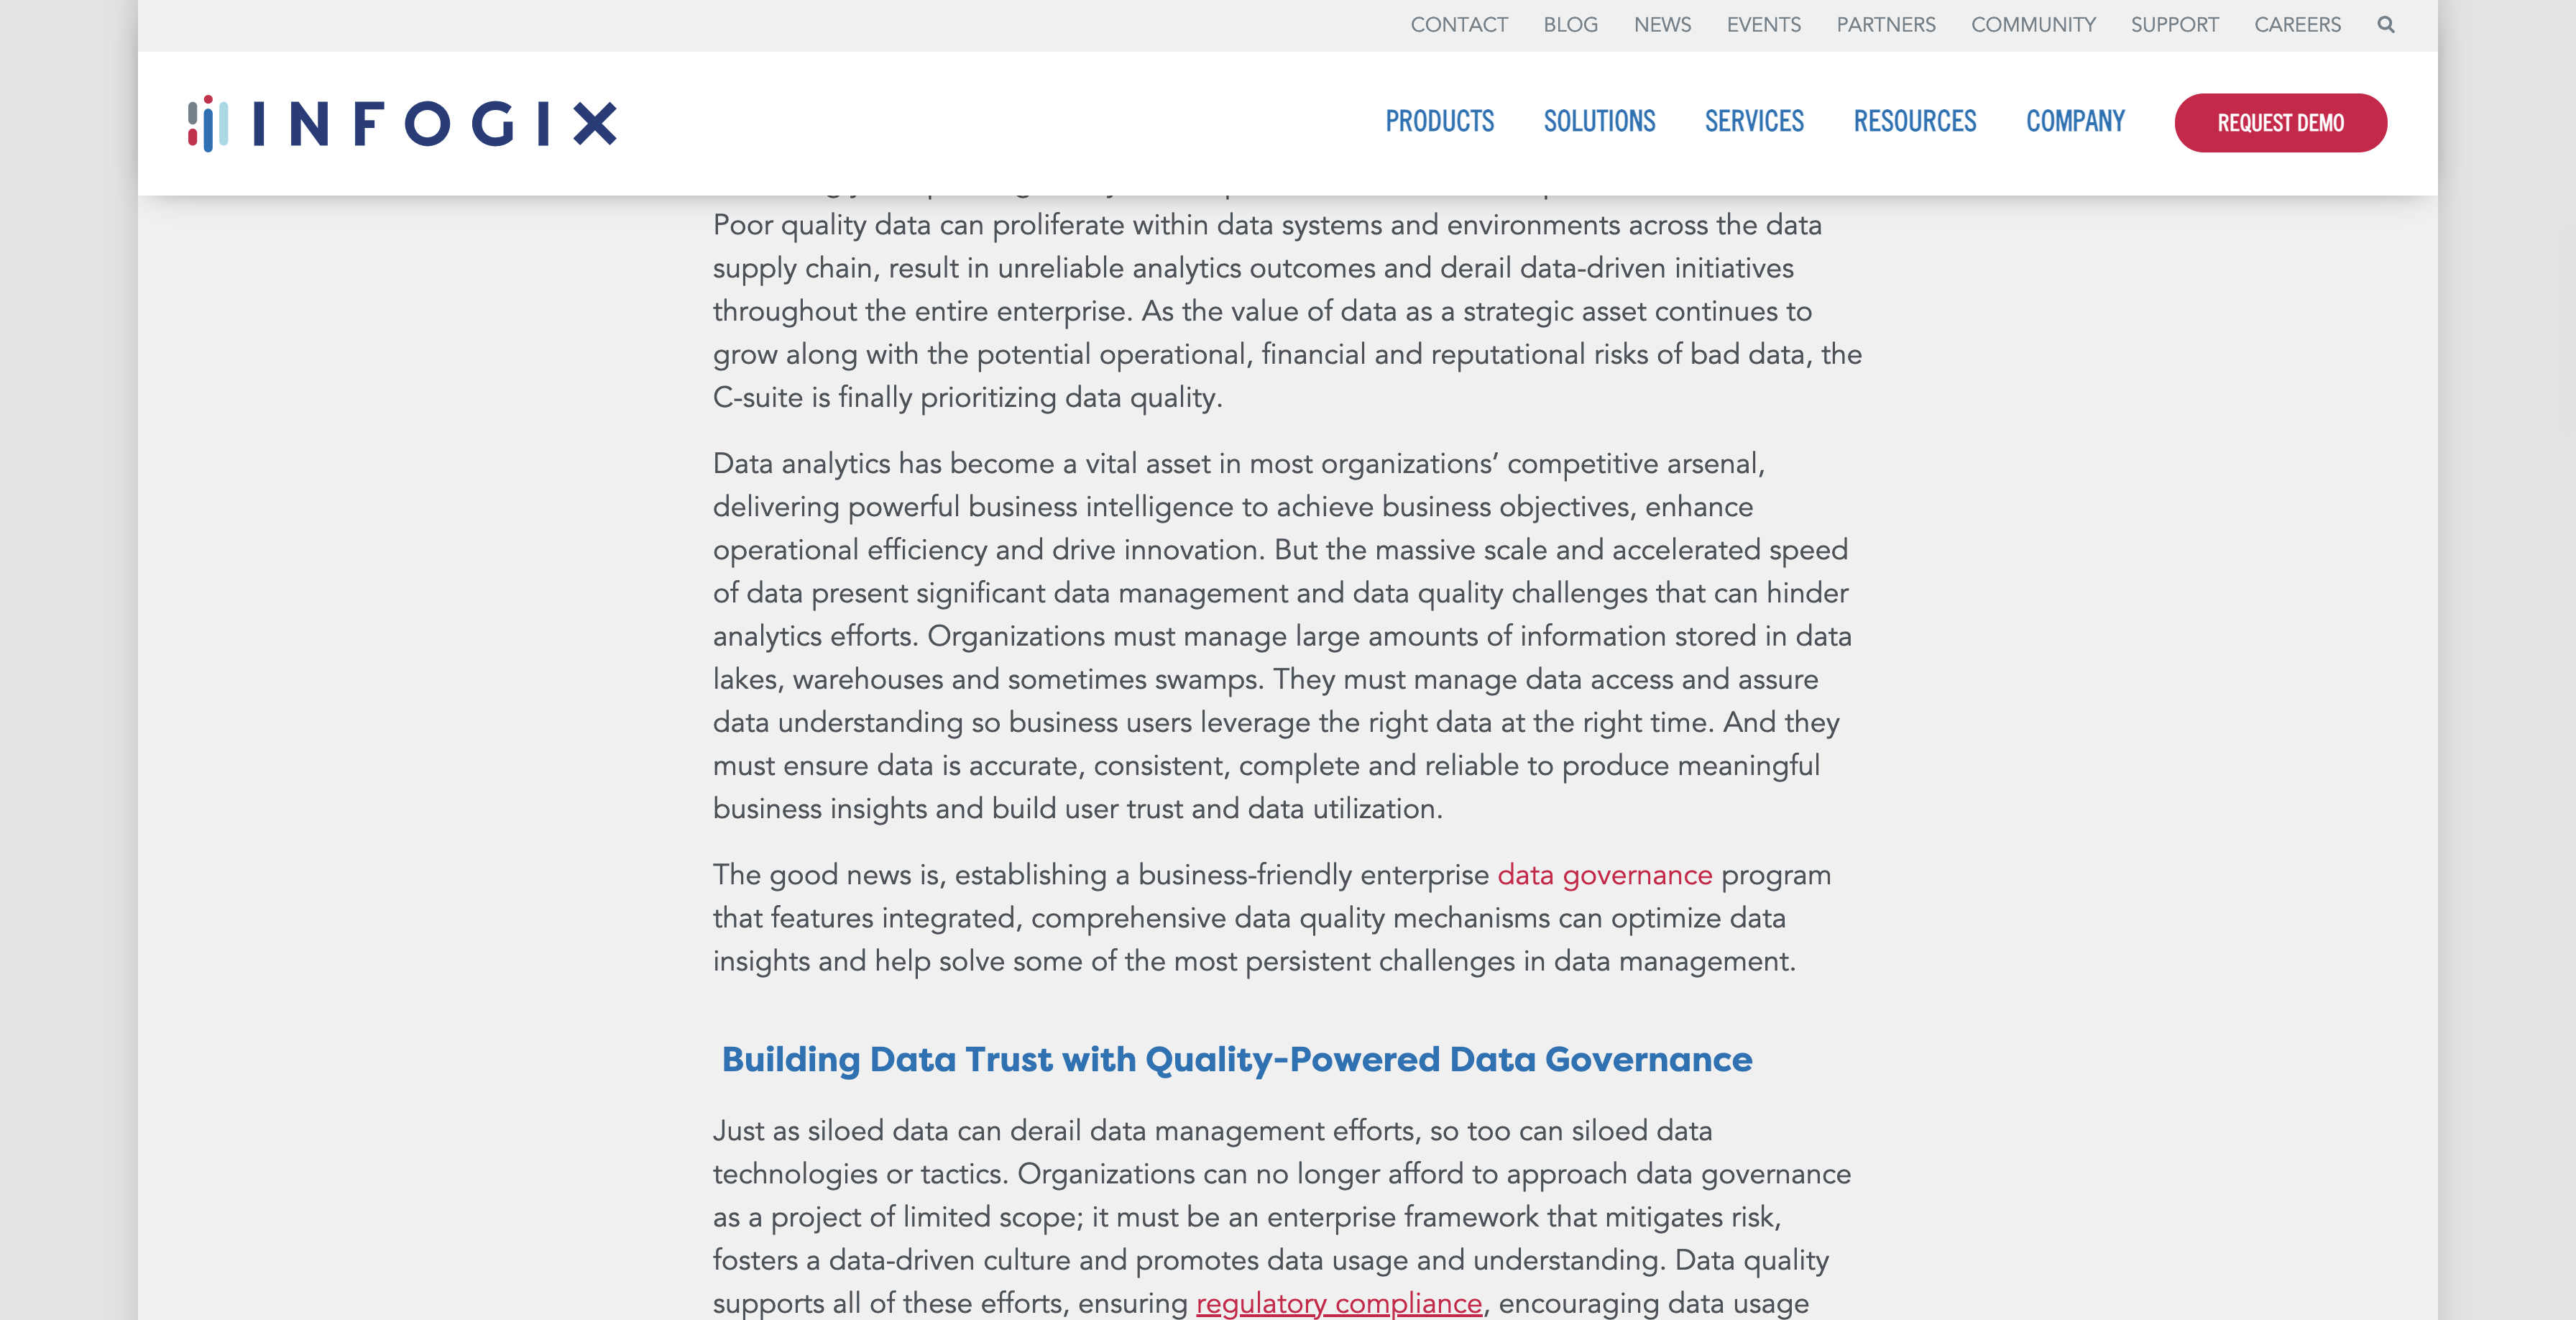 CONTACT BLOG NEWS EVENTS PARTNERS COMMUNITY SUPPORT CAREERS
INFOGIX
PRODUCTS SOLUTIONS SERVICES RESOURCES COMPANY REQUEST DEMO
Poor quality data can proliferate within data systems and environments across the data
supply chain, result in unreliable analytics outcomes and derail data-driven initiatives
throughout the entire enterprise. As the value of data as a strategic asset continues to
grow along with the potential operational, financial and reputational risks of bad data, the
C-suite is finally prioritizing data quality.
Data analytics has become a vital asset in most organizations’ competitive arsenal,
delivering powerful business intelligence to achieve business objectives, enhance
operational efficiency and drive innovation. But the massive scale and accelerated speed
of data present significant data management and data quality challenges that can hinder
analytics efforts. Organizations must manage large amounts of information stored in data
lakes, warehouses and sometimes swamps. They must manage data access and assure
data understanding so business users leverage the right data at the right time. And they
must ensure data is accurate, consistent, complete and reliable to produce meaningful
business insights and build user trust and data utilization.
The good news is, establishing a business-friendly enterprise data governance program
that features integrated, comprehensive data quality mechanisms can optimize data
insights and help solve some of the most persistent challenges in data management.
Building Data Trust with Quality-Powered Data Governance
Just as siloed data can derail data management efforts, so too can siloed data
technologies or tactics. Organizations can no longer afford to approach data governance
as a project of limited scope; it must be an enterprise framework that mitigates risk,
fosters a data-driven culture and promotes data usage and understanding. Data quality
supports all of these efforts, ensuring regulatory compliance, encouraging data usage